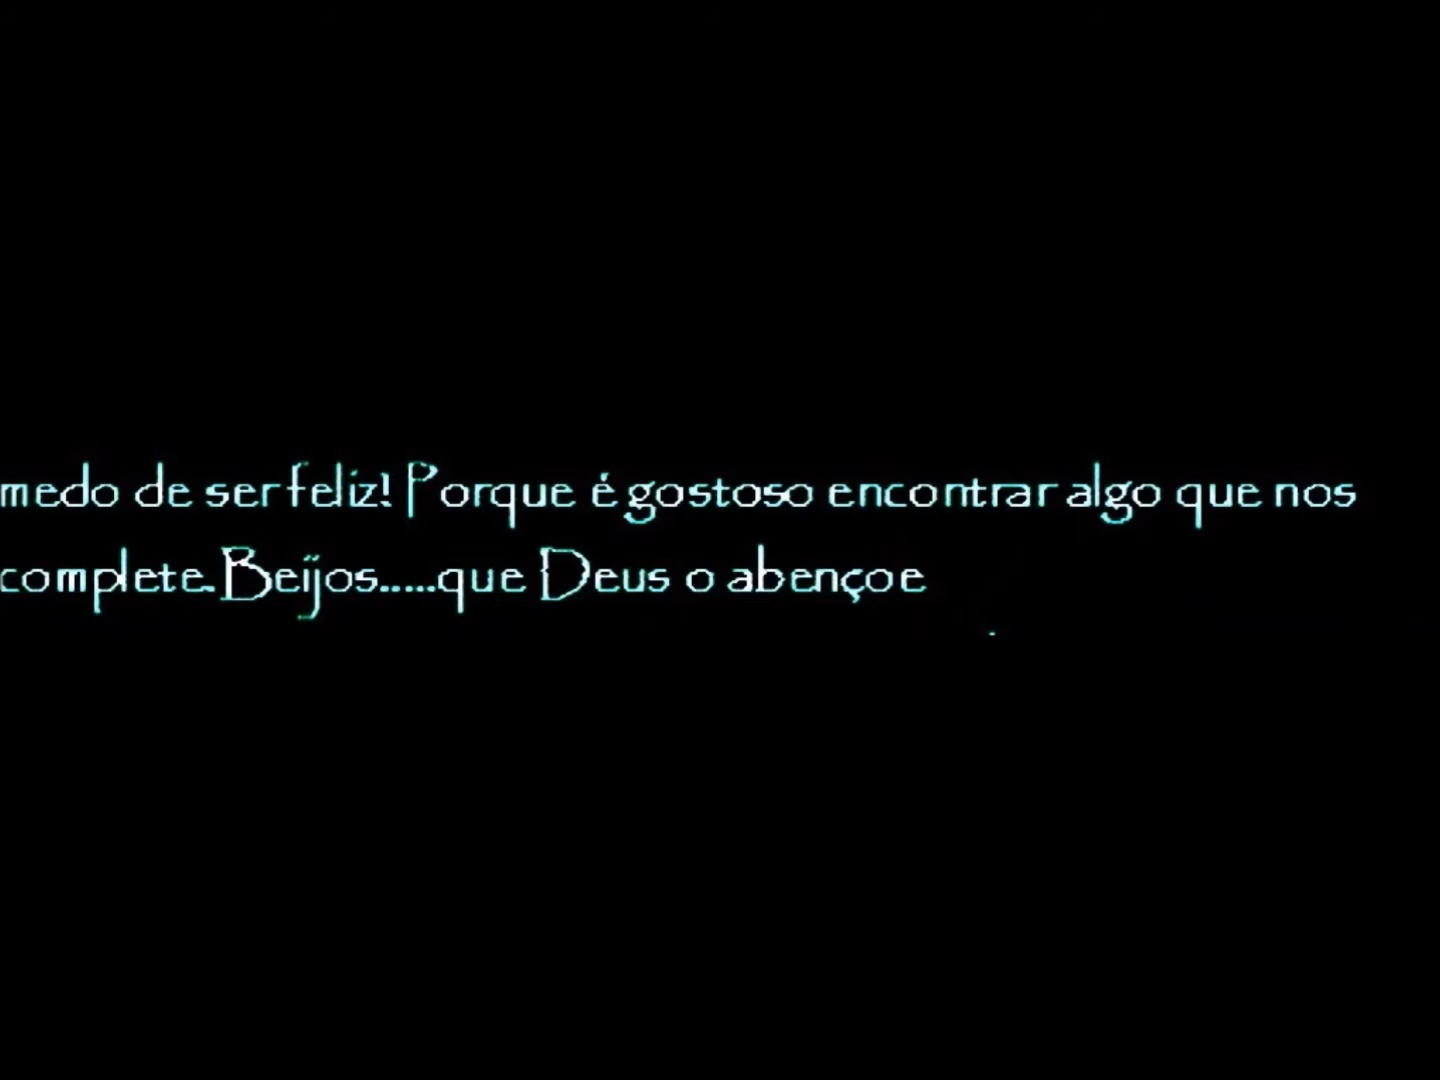 medo de ser feliz! Porque é gostoso encontrar algo que nos
complete.Beijos.....que Deus o abençoe